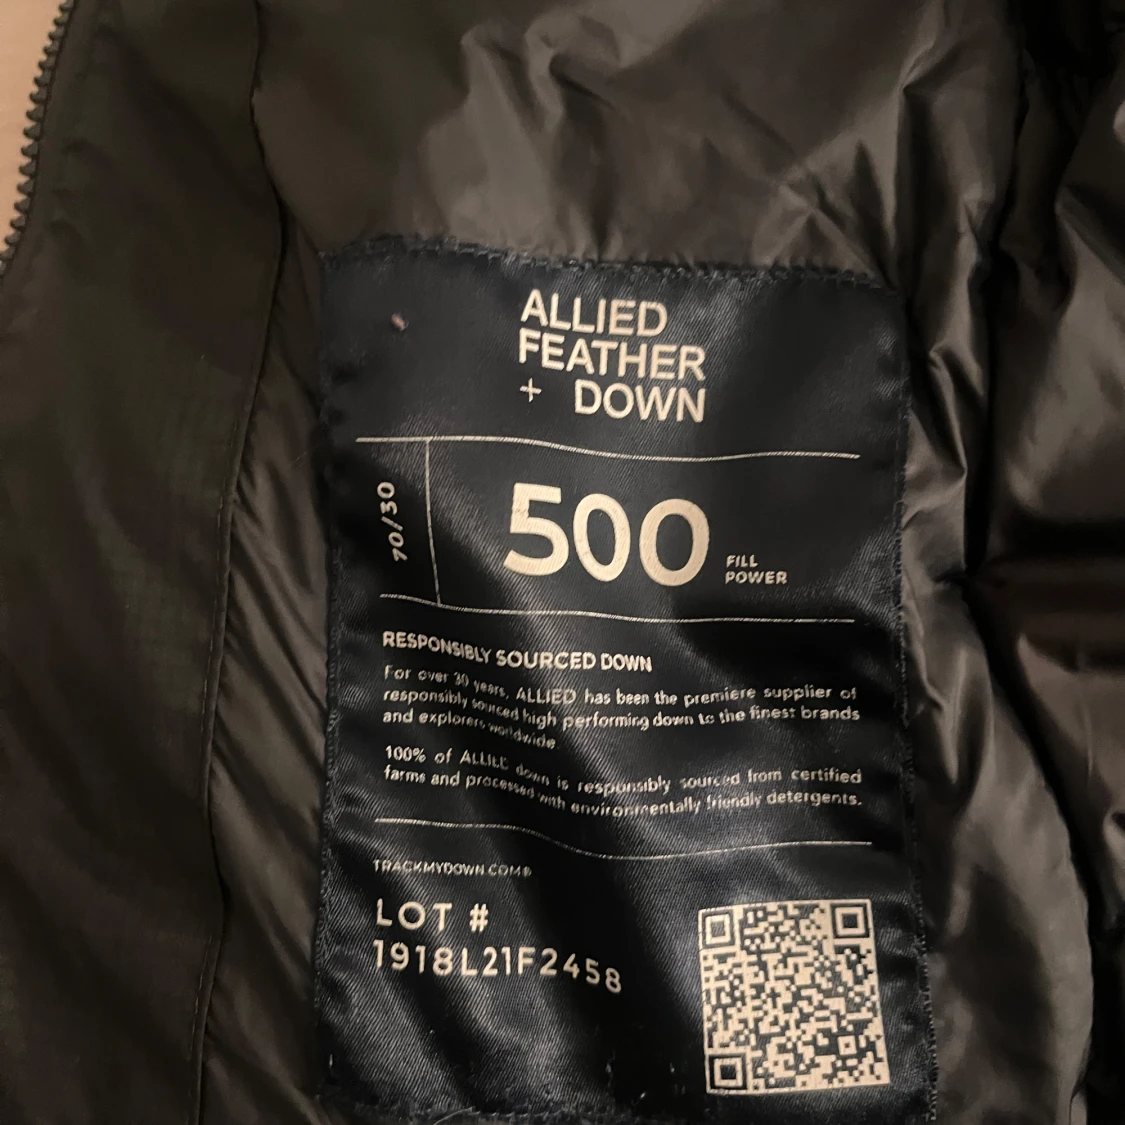 ALLIED
FEATHER
+ DOWN
70/30
500
FILL
POWER
RESPONSIBLY SOURCED DOWN
For over 30 years, ALLIED has been the premiere supplier of
responsibly sourced high performing down to the finest brands
and explorers worldwide
100% of ALLIED down is responsibly sourced from certified
farms and processed with environmentally friendly detergents.
TRACKMYDOWN.COM®
LOT #
1918L21F2458